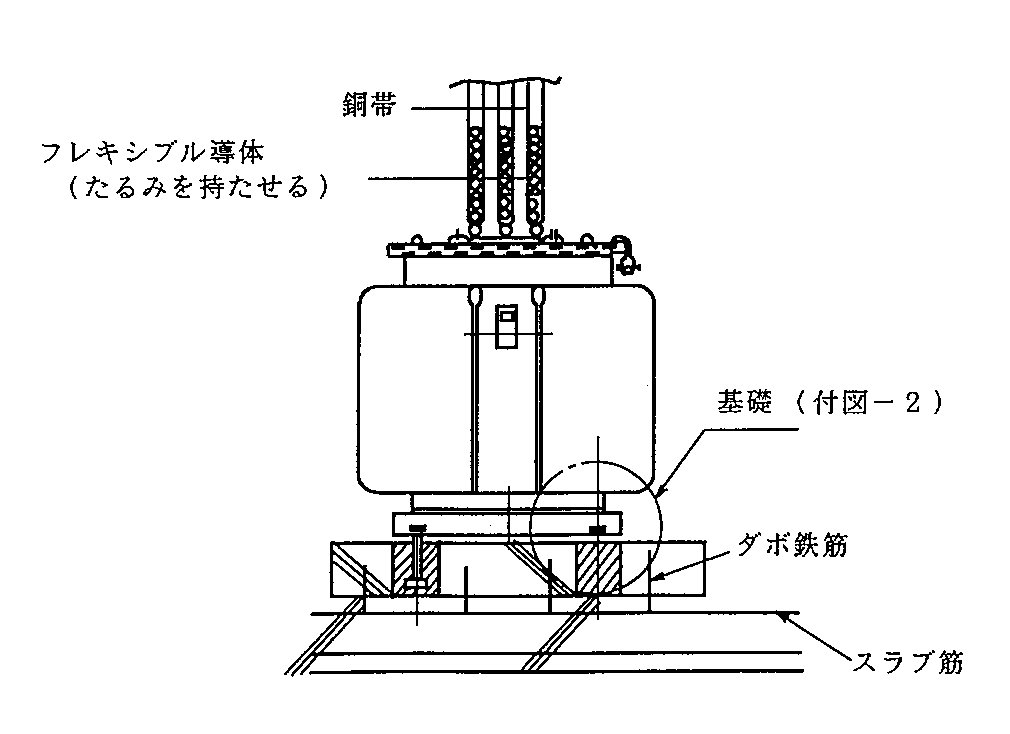 銅帯
フレキシブル導体
(たるみを持たせる)
基礎(付図-2)
ダボ鉄筋
スラブ筋